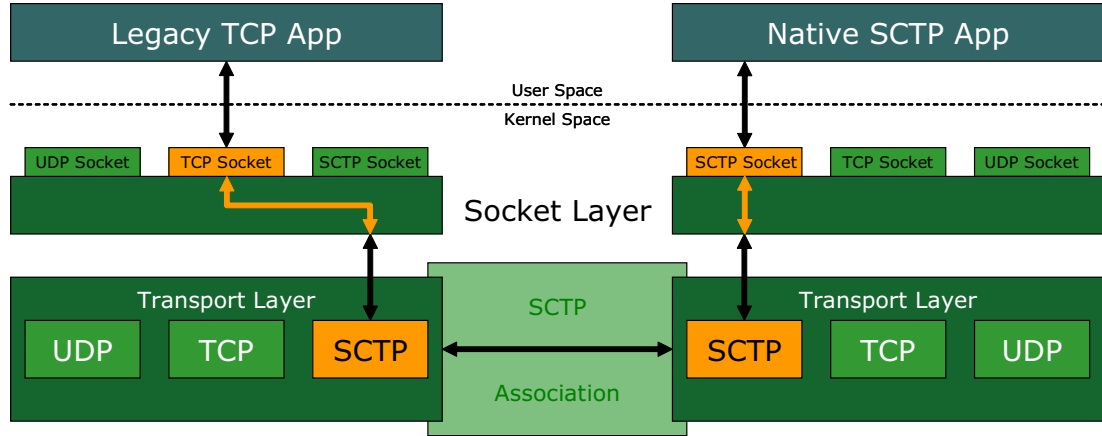 Legacy TCP App
Native SCTP App
User Space
Kernel Space
UDP Socket
TCP Socket
SCTP Socket
SCTP Socket
TCP Socket
UDP Socket
Socket Layer
Transport Layer
SCTP
Transport Layer
UDP
TCP
SCTP
SCTP
TCP
UDP
Association